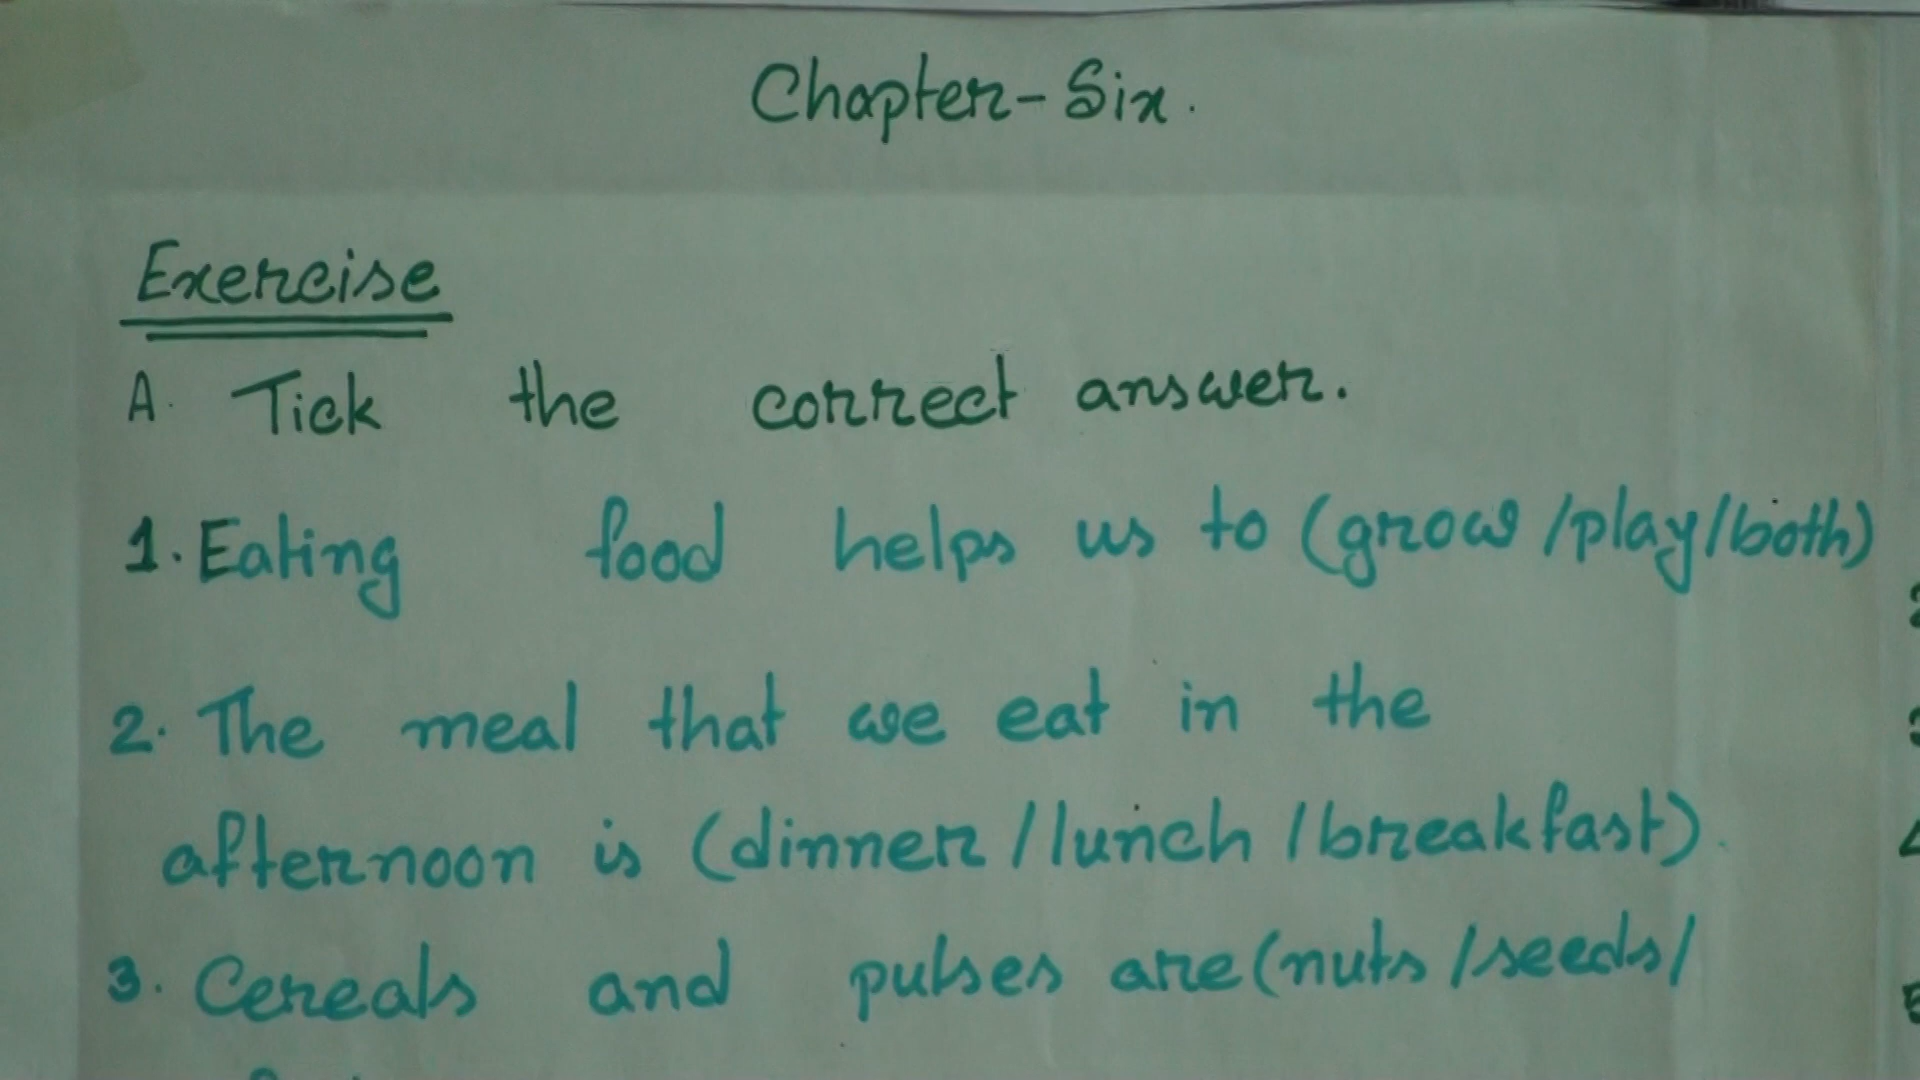 Chapter-Six.
Exercise
A. Tick the correct answer.
1. Eating food helps us to (grow/play/both)
2. The meal that we eat in the
afternoon is (dinner/lunch/breakfast).
3. Cereals and pulses are (nuts/seeds/